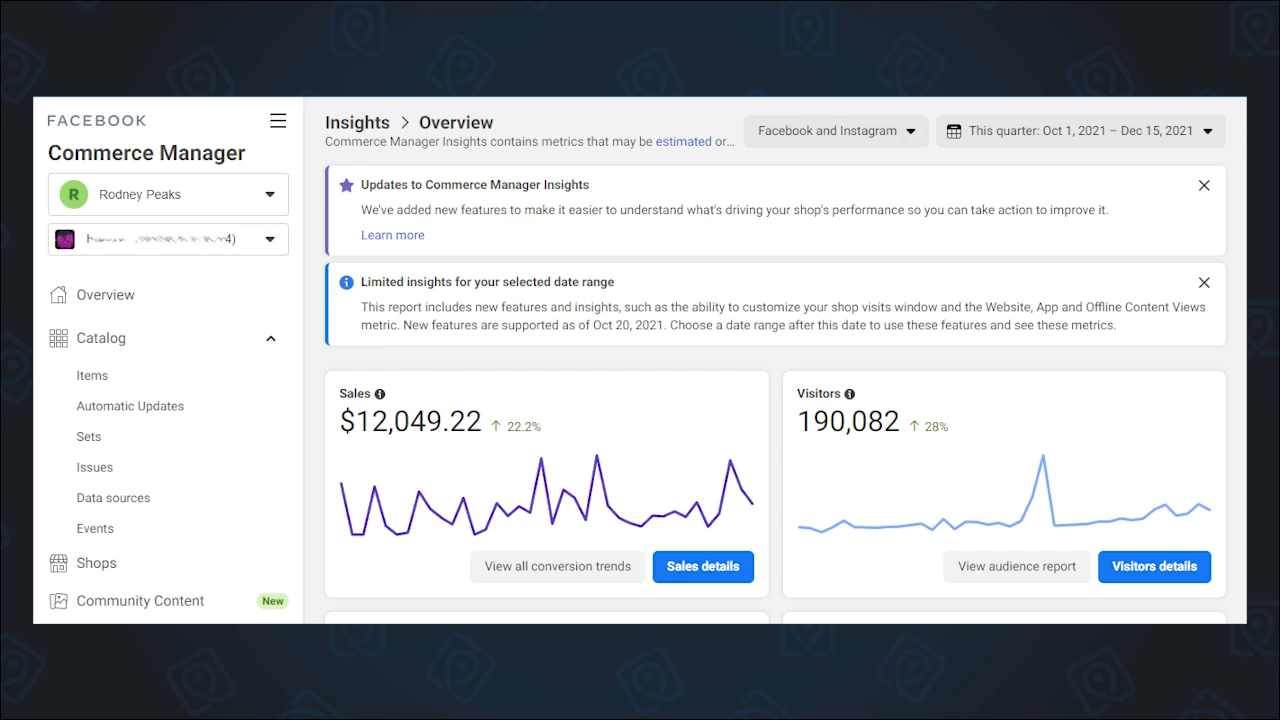 FACEBOOK
Commerce Manager
R Rodney Peaks
4)
Overview
Catalog
Items
Automatic Updates
Sets
Issues
Data sources
Events
Shops
Community Content New
Insights > Overview
Commerce Manager Insights contains metrics that may be estimated or...
Facebook and Instagram
This quarter: Oct 1, 2021 – Dec 15, 2021
Updates to Commerce Manager Insights
We've added new features to make it easier to understand what's driving your shop's performance so you can take action to improve it.
Learn more
Limited insights for your selected date range
This report includes new features and insights, such as the ability to customize your shop visits window and the Website, App and Offline Content Views
metric. New features are supported as of Oct 20, 2021. Choose a date range after this date to use these features and see these metrics.
Sales
$12,049.22 ↑ 22.2%
View all conversion trends
Sales details
Visitors
190,082 ↑ 28%
View audience report
Visitors details